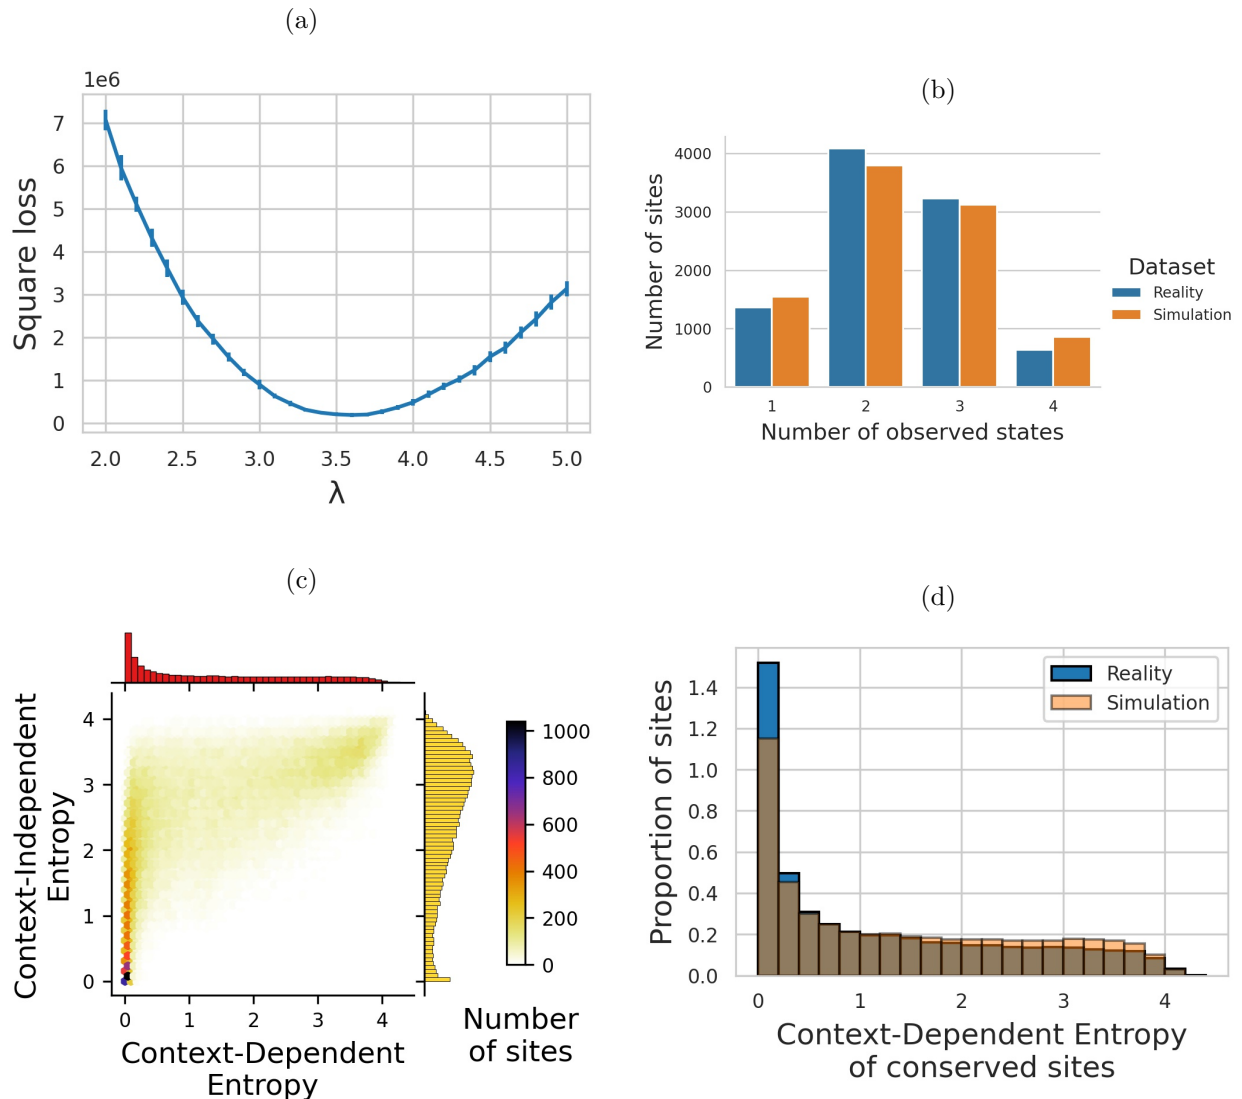 (a)
1e6
7
6
5
4
3
2
1
0
Square loss
2.0 2.5 3.0 3.5 4.0 4.5 5.0
λ
(b)
4000
3000
2000
1000
0
Number of sites
1 2 3 4
Number of observed states
Dataset
Reality
Simulation
(c)
4
3
2
1
0
Context-Independent
Entropy
0 1 2 3 4
Context-Dependent
Entropy
1000
800
600
400
200
0
Number
of sites
(d)
1.4
1.2
1.0
0.8
0.6
0.4
0.2
0.0
Proportion of sites
Reality
Simulation
0 1 2 3 4
Context-Dependent Entropy
of conserved sites